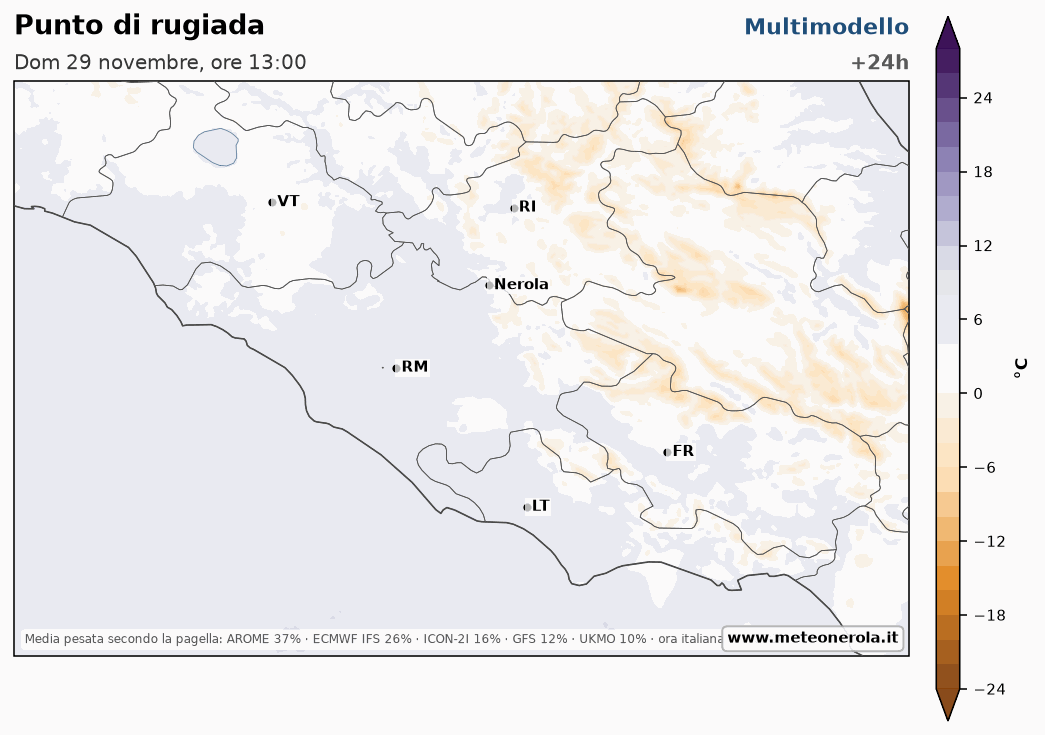 Punto di rugiada
Multimodello
Dom 29 novembre, ore 13:00
+24h
VT
RI
Nerola
RM
FR
LT
24
18
12
6
0
−6
−12
−18
−24
°C
Media pesata secondo la pagella: AROME 37% · ECMWF IFS 26% · ICON-2I 16% · GFS 12% · UKMO 10% · ora italiana
www.meteonerola.it